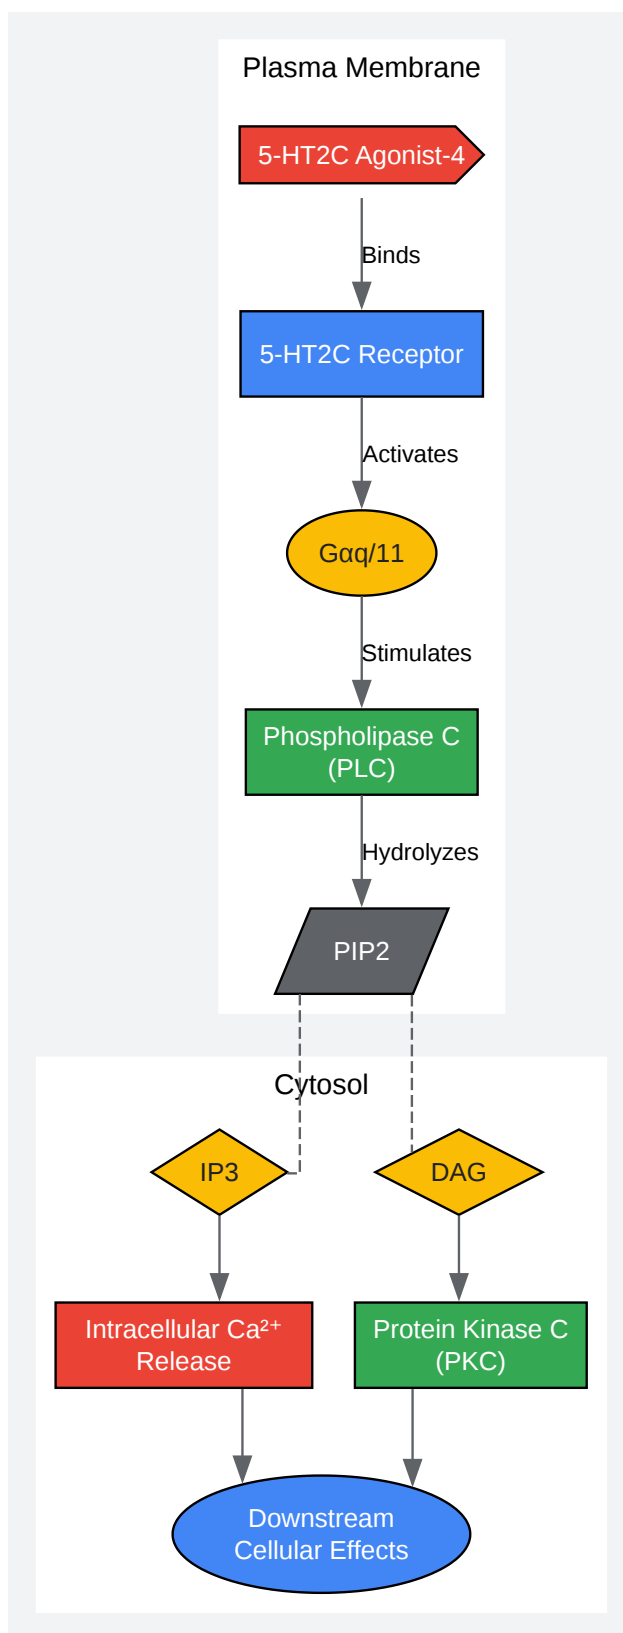 Plasma Membrane
5-HT2C Agonist-4
Binds
5-HT2C Receptor
Activates
Gαq/11
Stimulates
Phospholipase C
(PLC)
Hydrolyzes
PIP2
Cytosol
IP3
DAG
Intracellular Ca²⁺
Release
Protein Kinase C
(PKC)
Downstream
Cellular Effects